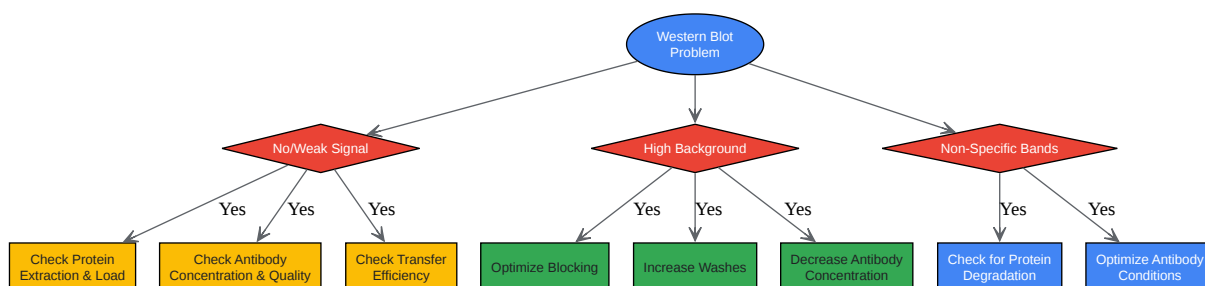 Western Blot
Problem
No/Weak Signal
High Background
Non-Specific Bands
Yes
Yes
Yes
Yes
Yes
Yes
Yes
Yes
Check Protein
Extraction & Load
Check Antibody
Concentration & Quality
Check Transfer
Efficiency
Optimize Blocking
Increase Washes
Decrease Antibody
Concentration
Check for Protein
Degradation
Optimize Antibody
Conditions